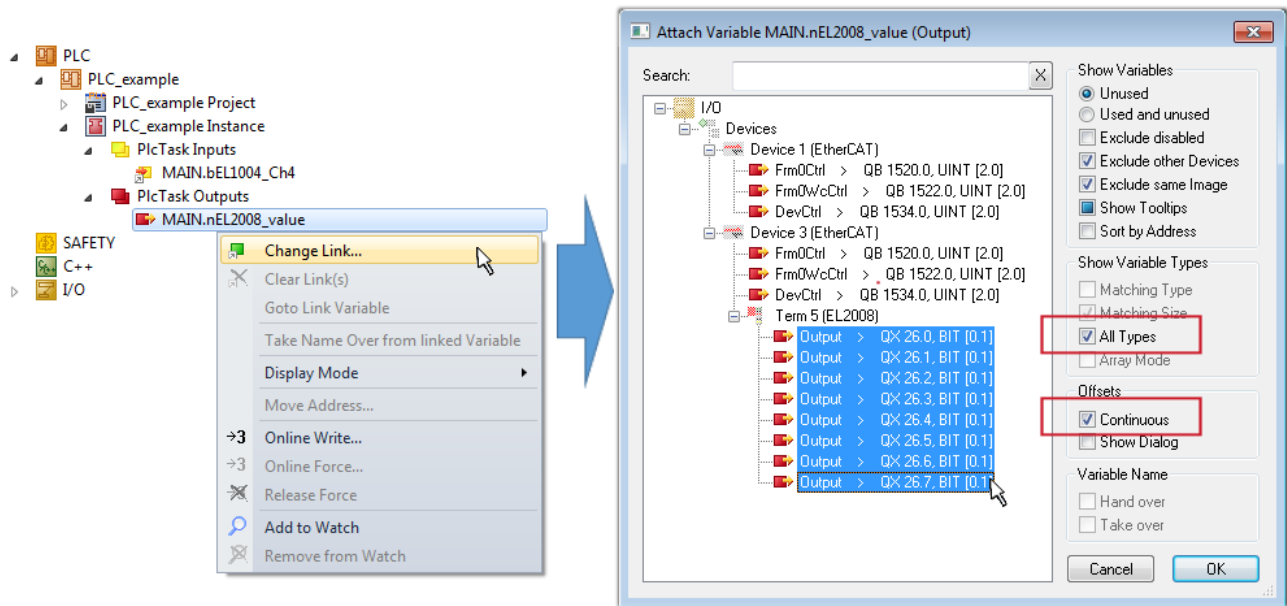 PLC
PLC_example
PLC_example Project
PLC_example Instance
PlcTask Inputs
MAIN.bEL1004_Ch4
PlcTask Outputs
MAIN.nEL2008_value
SAFETY
C++
I/O
Change Link...
Clear Link(s)
Goto Link Variable
Take Name Over from linked Variable
Display Mode
Move Address...
→3 Online Write...
→3 Online Force...
Release Force
Add to Watch
Remove from Watch
Attach Variable MAIN.nEL2008_value (Output)
Search:
X
I/O
Devices
Device 1 (EtherCAT)
Frm0Ctrl > QB 1520.0, UINT [2.0]
Frm0WcCtrl > QB 1522.0, UINT [2.0]
DevCtrl > QB 1534.0, UINT [2.0]
Device 3 (EtherCAT)
Frm0Ctrl > QB 1520.0, UINT [2.0]
Frm0WcCtrl > QB 1522.0, UINT [2.0]
DevCtrl > QB 1534.0, UINT [2.0]
Term 5 (EL2008)
Output > QX 26.0, BIT [0.1]
Output > QX 26.1, BIT [0.1]
Output > QX 26.2, BIT [0.1]
Output > QX 26.3, BIT [0.1]
Output > QX 26.4, BIT [0.1]
Output > QX 26.5, BIT [0.1]
Output > QX 26.6, BIT [0.1]
Output > QX 26.7, BIT [0.1]
Show Variables
Unused
Used and unused
Exclude disabled
Exclude other Devices
Exclude same Image
Show Tooltips
Sort by Address
Show Variable Types
Matching Type
Matching Size
All Types
Array Mode
Offsets
Continuous
Show Dialog
Variable Name
Hand over
Take over
Cancel
OK